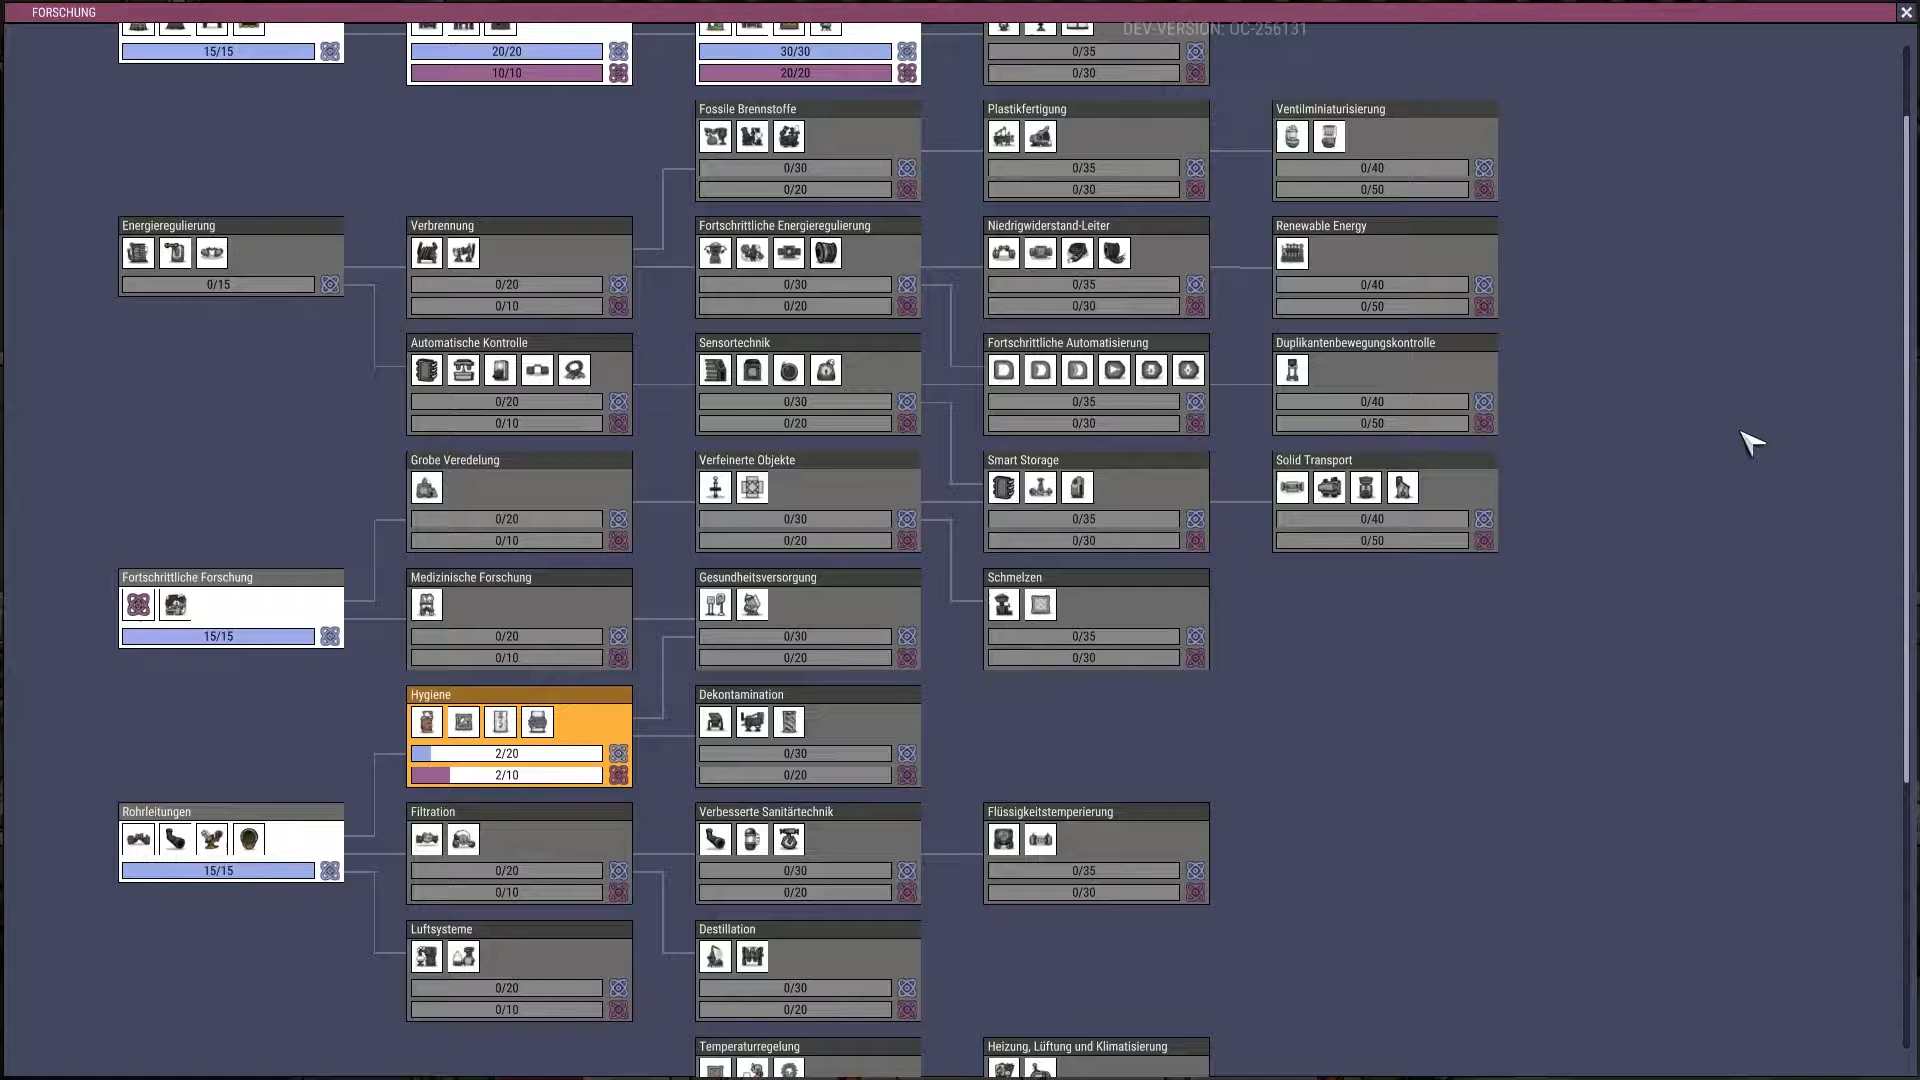 FORSCHUNG
DEV-VERSION: OC-256131
15/15
20/20
10/10
30/30
20/20
0/35
0/30
Fossile Brennstoffe
0/30
0/20
Plastikfertigung
0/35
0/30
Ventilminiaturisierung
0/40
0/50
Energieregulierung
0/15
Verbrennung
0/20
0/10
Fortschrittliche Energieregulierung
0/30
0/20
Niedrigwiderstand-Leiter
0/35
0/30
Renewable Energy
0/40
0/50
Automatische Kontrolle
0/20
0/10
Sensortechnik
0/30
0/20
Fortschrittliche Automatisierung
0/35
0/30
Duplikantenbewegungskontrolle
0/40
0/50
Grobe Veredelung
0/20
0/10
Verfeinerte Objekte
0/30
0/20
Smart Storage
0/35
0/30
Solid Transport
0/40
0/50
Fortschrittliche Forschung
15/15
Medizinische Forschung
0/20
0/10
Gesundheitsversorgung
0/30
0/20
Schmelzen
0/35
0/30
Hygiene
2/20
2/10
Dekontamination
0/30
0/20
Rohrleitungen
15/15
Filtration
0/20
0/10
Verbesserte Sanitärtechnik
0/30
0/20
Flüssigkeitstemperierung
0/35
0/30
Luftsysteme
0/20
0/10
Destillation
0/30
0/20
Temperaturregelung
Heizung, Lüftung und Klimatisierung